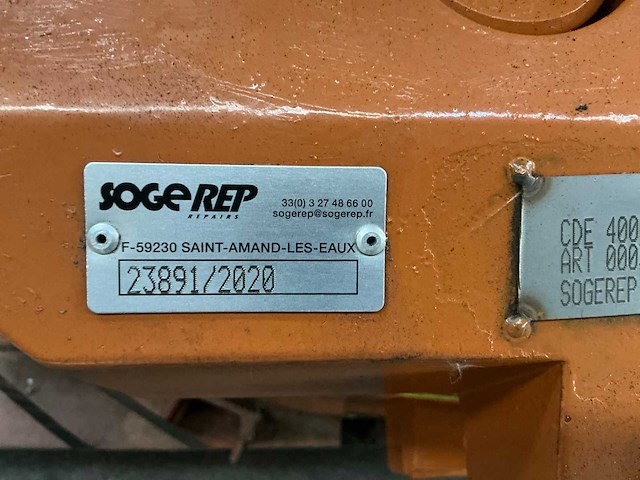 SOGEREP
REPAIRS
33(0) 3 27 48 66 00
sogerep@sogerep.fr
F-59230 SAINT-AMAND-LES-EAUX
23891/2020
CDE 400
ART 000
SOGEREP